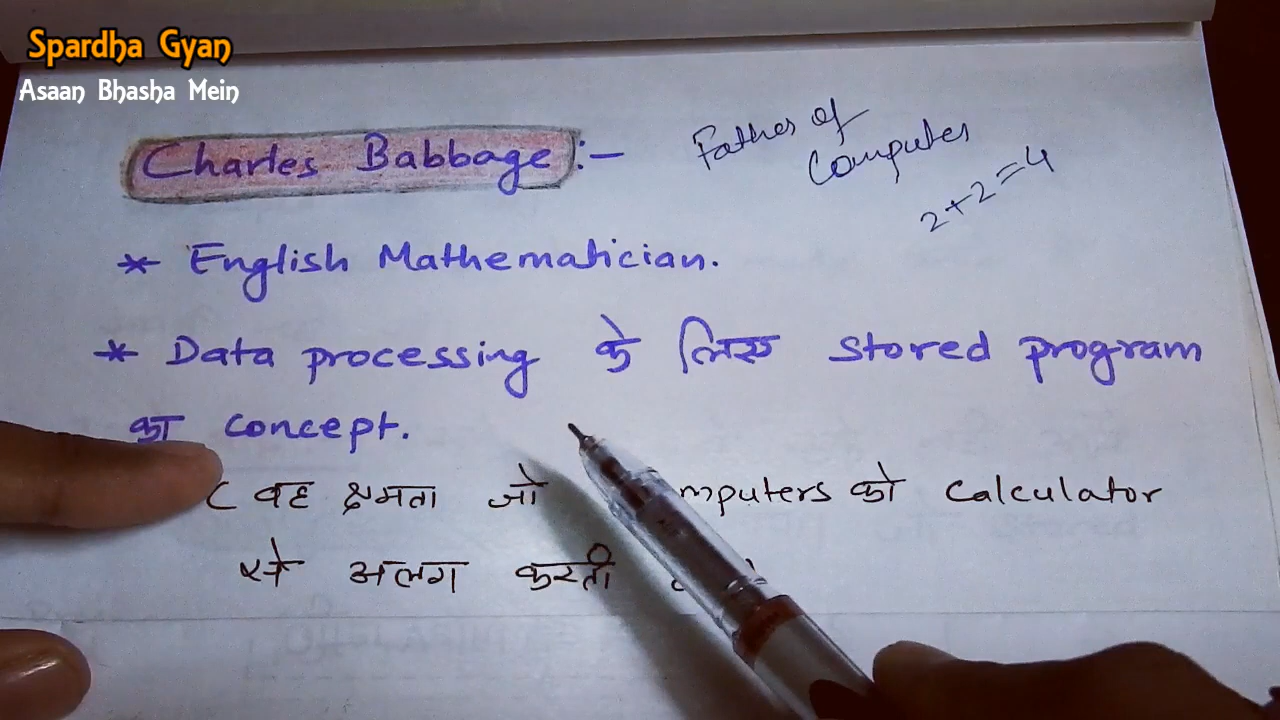 Spardha Gyan
Asaan Bhasha Mein
Charles Babbage :-
Father of
Computer
2+2=4
* English Mathematician.
* Data processing के लिए stored program
का concept.
( वह क्षमता जो mputers को Calculator
से अलग करती